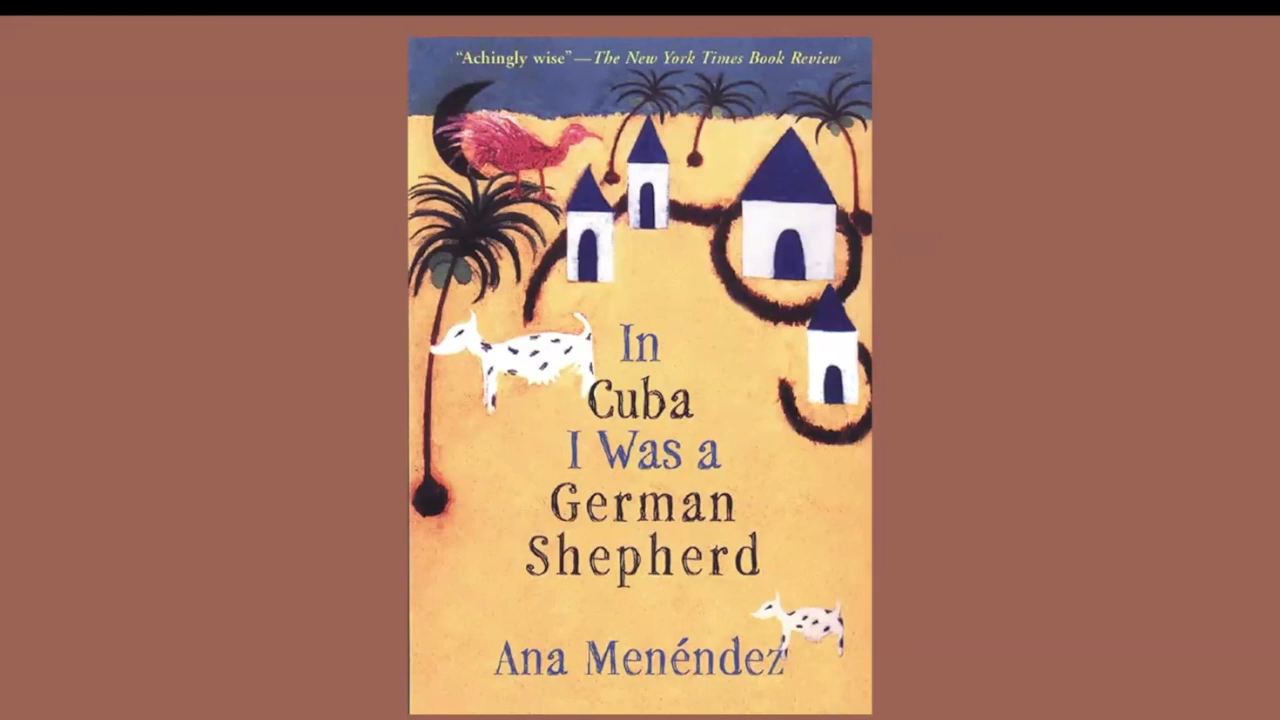 “Achingly wise”—The New York Times Book Review
In
Cuba
I Was a
German
Shepherd
Ana Menéndez